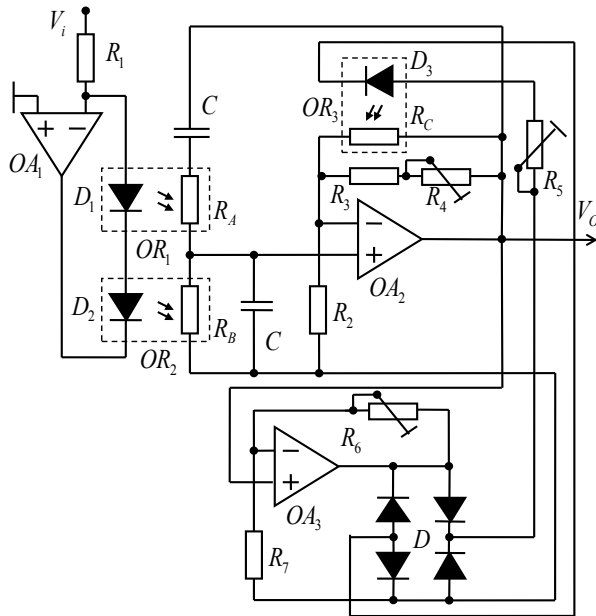 V_i
R_1
D_3
C
OR_3
R_C
+ −
OA_1
D_1
R_A
R_3
R_4
R_5
OR_1
−
+
V_O
OA_2
D_2
R_B
C
R_2
OR_2
R_6
−
+
OA_3
D
R_7